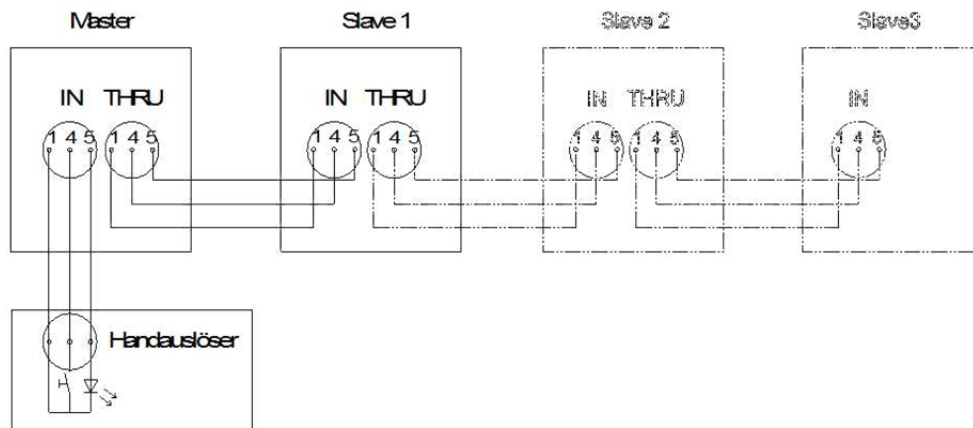 Master Slave 1 Slave 2 Slave3
IN THRU IN THRU IN THRU IN
1 4 5 1 4 5 1 4 5 1 4 5 1 4 5 1 4 5 1 4 5
Handauslöser